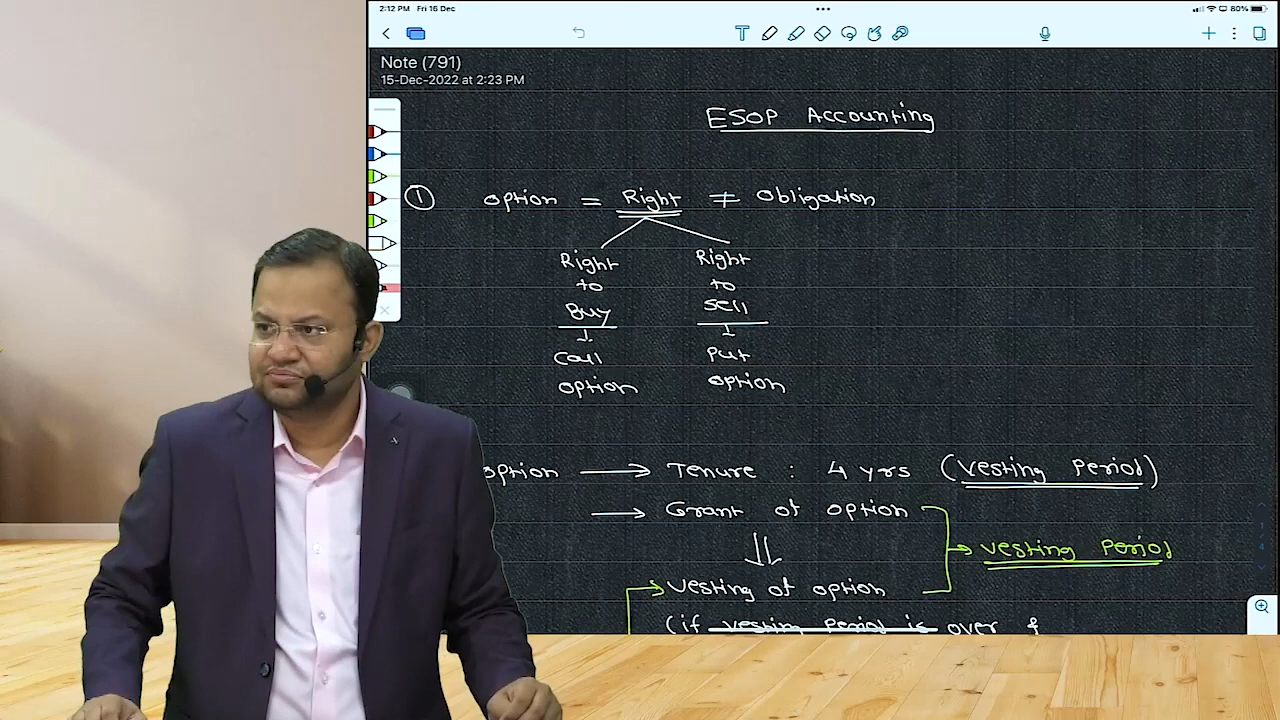 2:12 PM Fri 16 Dec
80%
Note (791)
15-Dec-2022 at 2:23 PM
ESOP Accounting
① option = Right ≠ Obligation
Right Right
to to
Buy Sell
↓ ↓
Call Put
option option
option → Tenure : 4 yrs (Vesting Period)
→ Grant of option
→ Vesting Period
Vesting of option
(if vesting period is over &